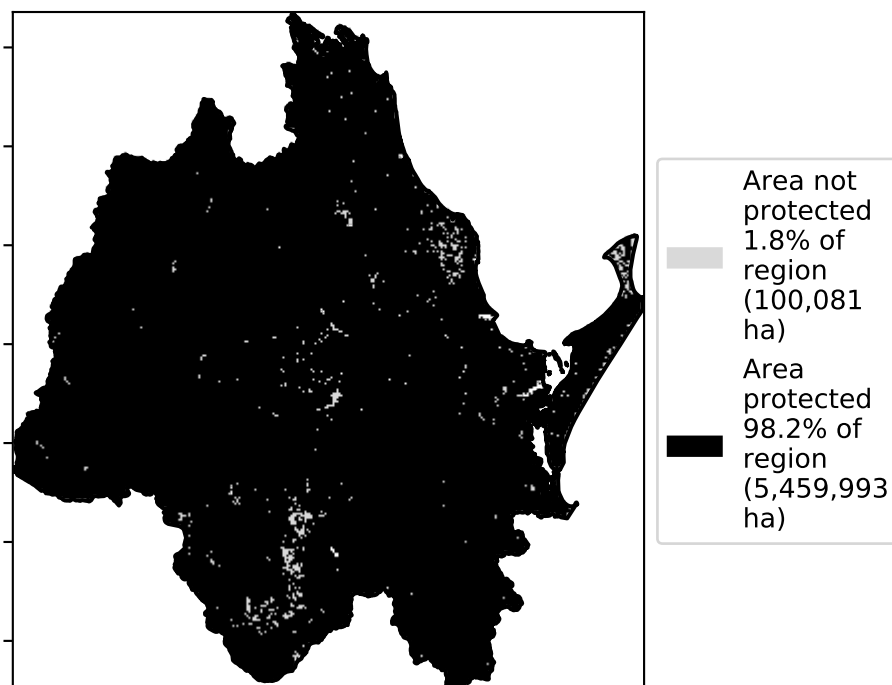 Area not
protected
1.8% of
region
(100,081
ha)
Area
protected
98.2% of
region
(5,459,993
ha)